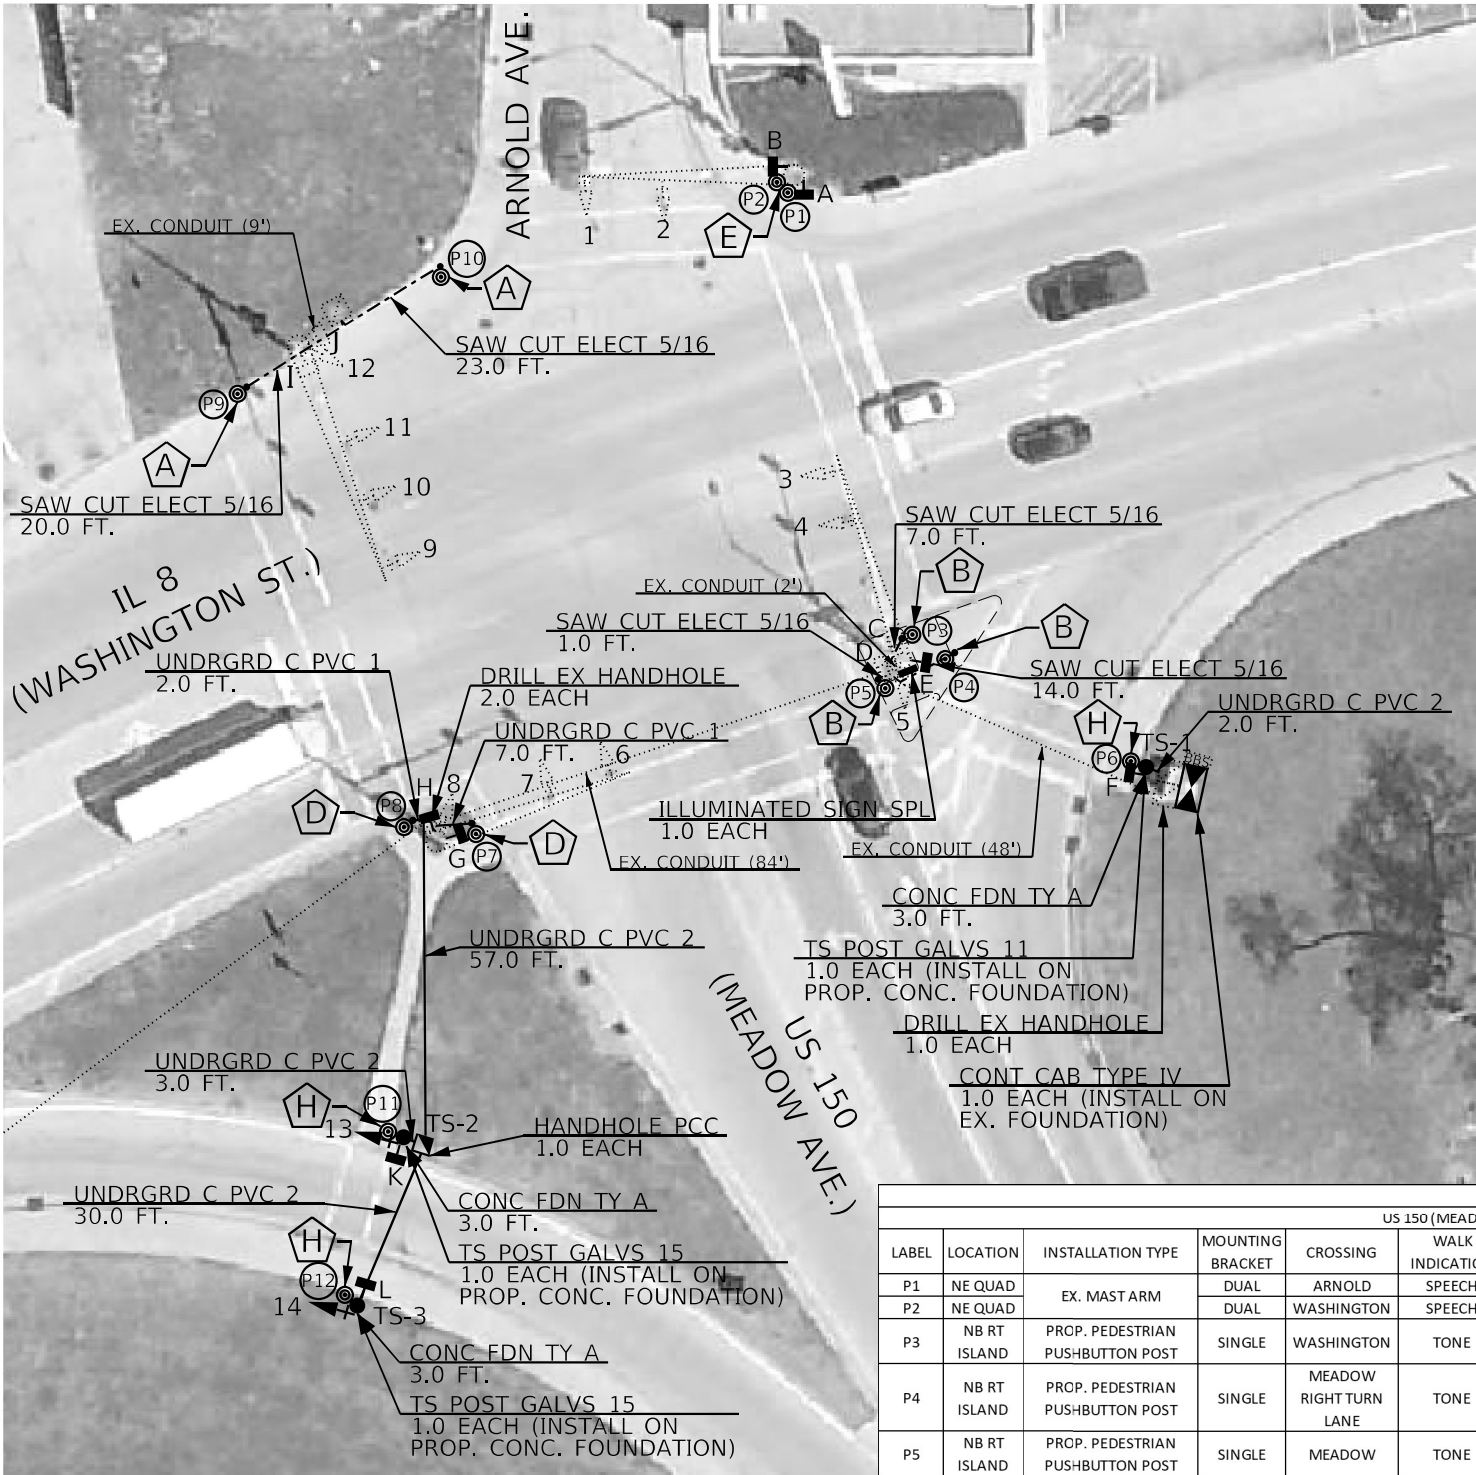 ARNOLD AVE.
B
A
P2
P1
E
1
2
EX. CONDUIT (9')
P10
A
J
SAW CUT ELECT 5/16
23.0 FT.
I
12
P9
11
A
10
9
SAW CUT ELECT 5/16
20.0 FT.
3
4
SAW CUT ELECT 5/16
7.0 FT.
B
IL 8
(WASHINGTON ST.)
EX. CONDUIT (2')
SAW CUT ELECT 5/16
1.0 FT.
C
P3
B
D
E
P4
P5
B
5
SAW CUT ELECT 5/16
14.0 FT.
UNDRGRD C PVC 1
2.0 FT.
DRILL EX HANDHOLE
2.0 EACH
UNDRGRD C PVC 1
7.0 FT.
UNDRGRD C PVC 2
2.0 FT.
H
TS-1
P6
F
6
7
8
H
P8
D
G
P7
D
ILLUMINATED SIGN SPL
1.0 EACH
EX. CONDUIT (84')
EX. CONDUIT (48')
CONC FDN TY A
3.0 FT.
UNDRGRD C PVC 2
57.0 FT.
TS POST GALVS 11
1.0 EACH (INSTALL ON
PROP. CONC. FOUNDATION)
DRILL EX HANDHOLE
1.0 EACH
US 150
(MEADOW AVE.)
CONT CAB TYPE IV
1.0 EACH (INSTALL ON
EX. FOUNDATION)
UNDRGRD C PVC 2
3.0 FT.
H
P11
13
TS-2
HANDHOLE PCC
1.0 EACH
K
UNDRGRD C PVC 2
30.0 FT.
CONC FDN TY A
3.0 FT.
H
TS POST GALVS 15
1.0 EACH (INSTALL ON
PROP. CONC. FOUNDATION)
P12
L
14
TS-3
CONC FDN TY A
3.0 FT.
TS POST GALVS 15
1.0 EACH (INSTALL ON
PROP. CONC. FOUNDATION)
US 150 (MEAD
LABEL LOCATION INSTALLATION TYPE MOUNTING BRACKET CROSSING WALK
P1 NE QUAD EX. MAST ARM DUAL ARNOLD SPEECH
P2 NE QUAD DUAL WASHINGTON SPEECH
P3 NB RT ISLAND PROP. PEDESTRIAN PUSHBUTTON POST SINGLE WASHINGTON TONE
P4 NB RT ISLAND PROP. PEDESTRIAN PUSHBUTTON POST SINGLE MEADOW RIGHT TURN LANE TONE
P5 NB RT ISLAND PROP. PEDESTRIAN PUSHBUTTON POST SINGLE MEADOW TONE